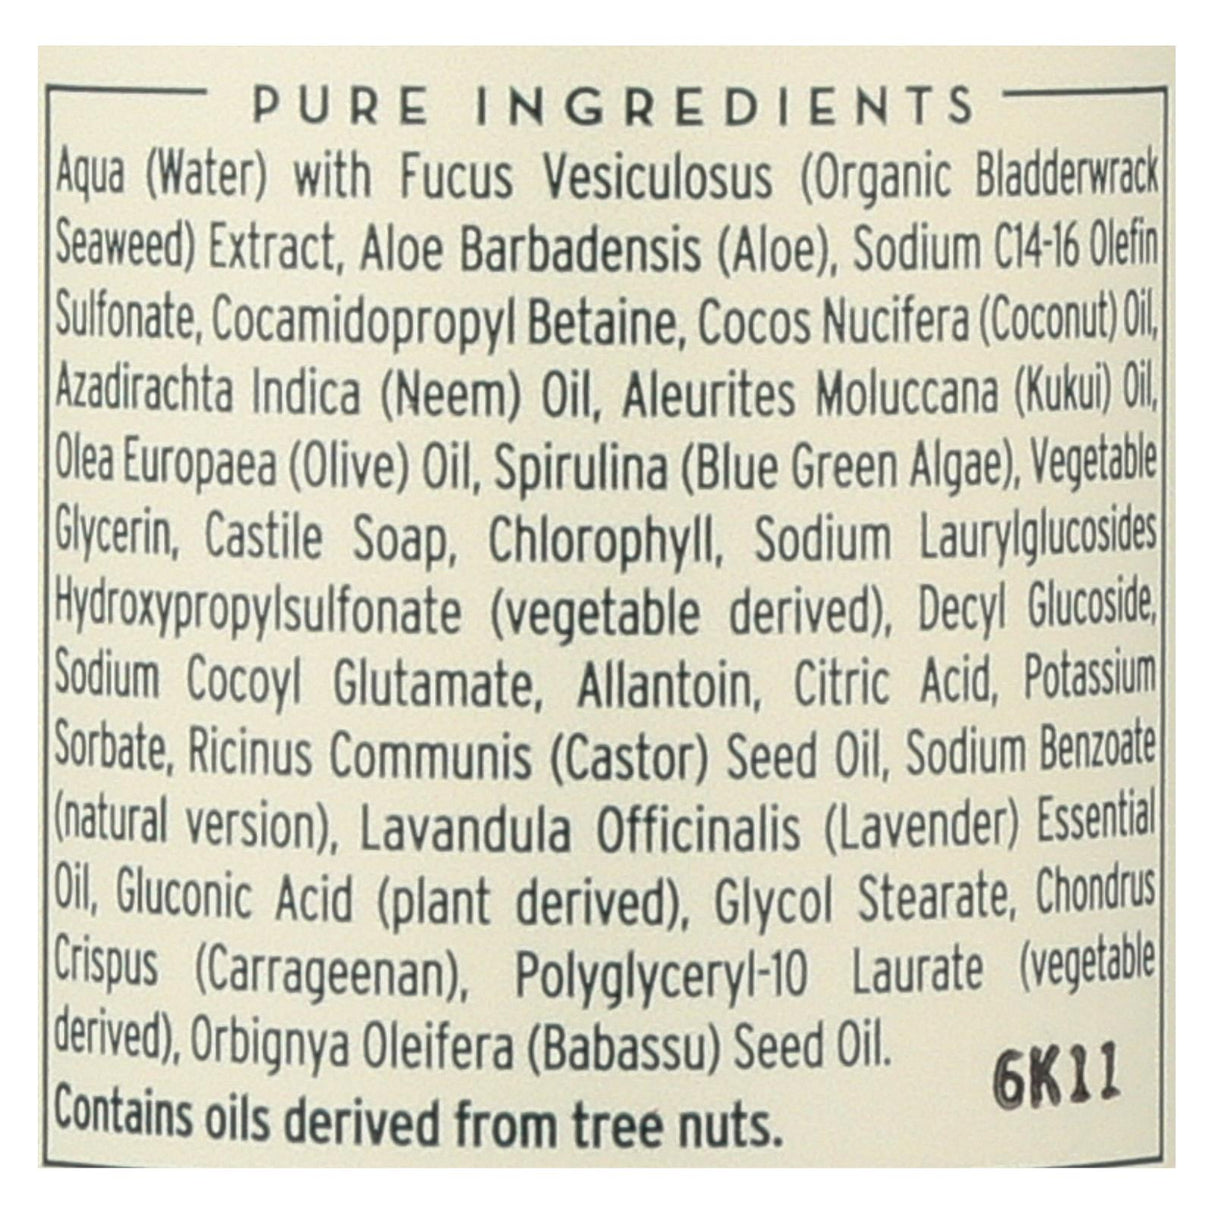 PURE INGREDIENTS
Aqua (Water) with Fucus Vesiculosus (Organic Bladderwrack
Seaweed) Extract, Aloe Barbadensis (Aloe), Sodium C14-16 Olefin
Sulfonate, Cocamidopropyl Betaine, Cocos Nucifera (Coconut) Oil,
Azadirachta Indica (Neem) Oil, Aleurites Moluccana (Kukui) Oil,
Olea Europaea (Olive) Oil, Spirulina (Blue Green Algae), Vegetable
Glycerin, Castile Soap, Chlorophyll, Sodium Laurylglucosides
Hydroxypropylsulfonate (vegetable derived), Decyl Glucoside,
Sodium Cocoyl Glutamate, Allantoin, Citric Acid, Potassium
Sorbate, Ricinus Communis (Castor) Seed Oil, Sodium Benzoate
(natural version), Lavandula Officinalis (Lavender) Essential
Oil, Gluconic Acid (plant derived), Glycol Stearate, Chondrus
Crispus (Carrageenan), Polyglyceryl-10 Laurate (vegetable
derived), Orbignya Oleifera (Babassu) Seed Oil.
6K11
Contains oils derived from tree nuts.